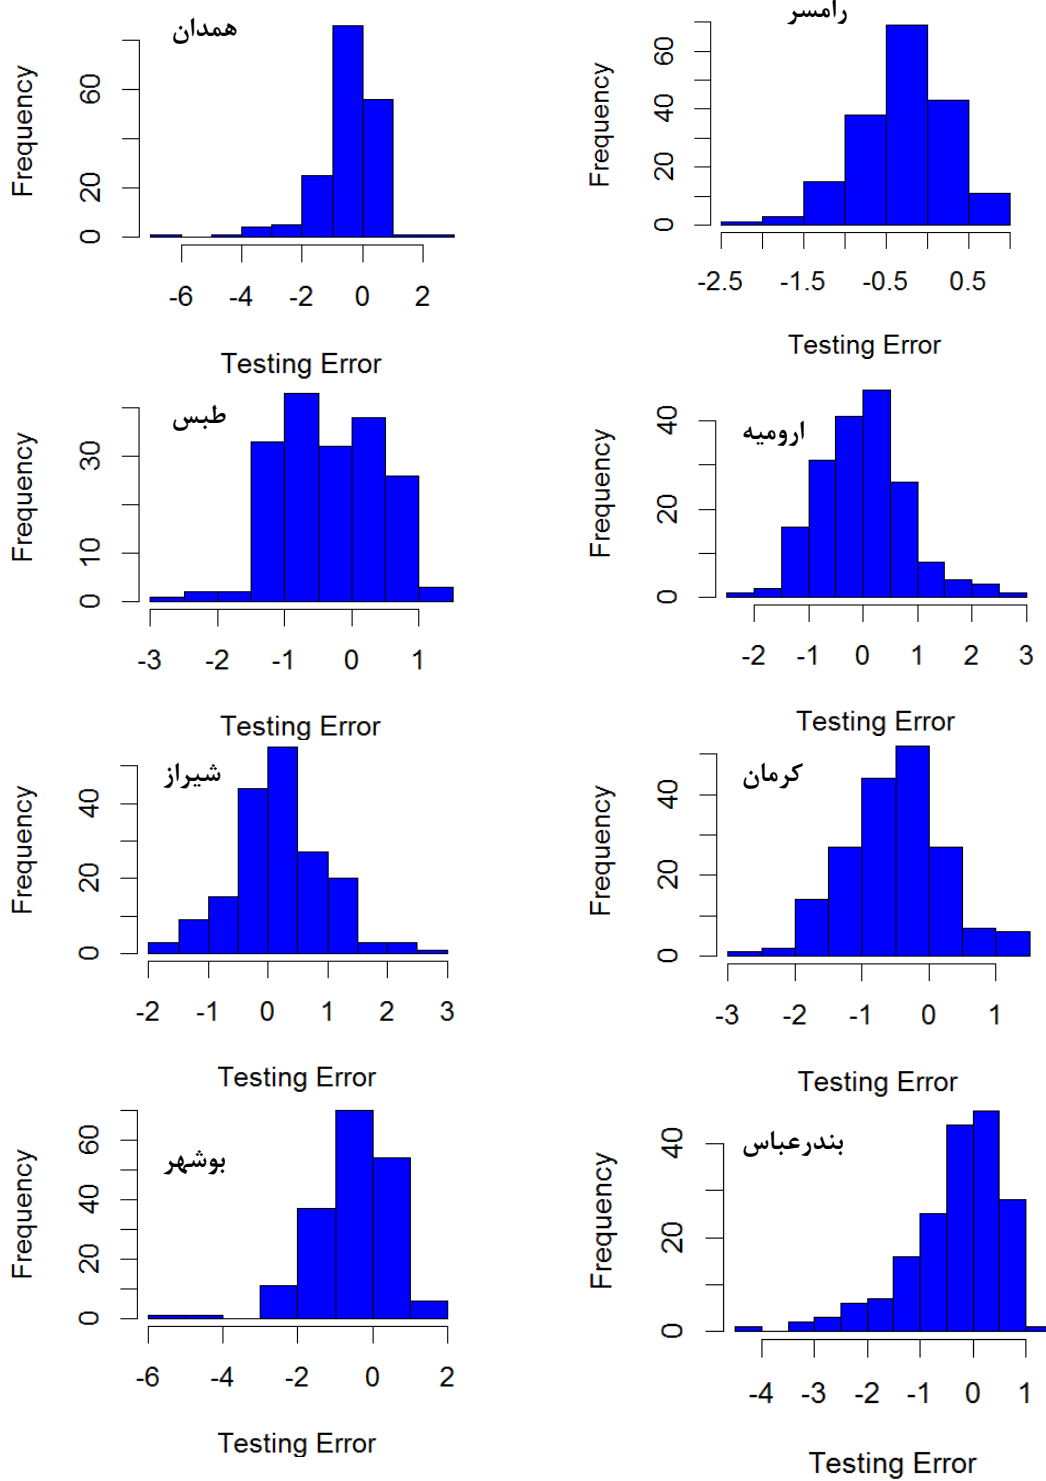 همدان
Frequency
0 20 60
-6 -4 -2 0 2
Testing Error
رامسر
Frequency
0 20 40 60
-2.5 -1.5 -0.5 0.5
Testing Error
طبس
Frequency
0 10 30
-3 -2 -1 0 1
Testing Error
ارومیه
Frequency
0 20 40
-2 -1 0 1 2 3
Testing Error
شیراز
Frequency
0 20 40
-2 -1 0 1 2 3
Testing Error
کرمان
Frequency
0 20 40
-3 -2 -1 0 1
Testing Error
بوشهر
Frequency
0 20 40 60
-6 -4 -2 0 2
Testing Error
بندرعباس
Frequency
0 20 40
-4 -3 -2 -1 0 1
Testing Error